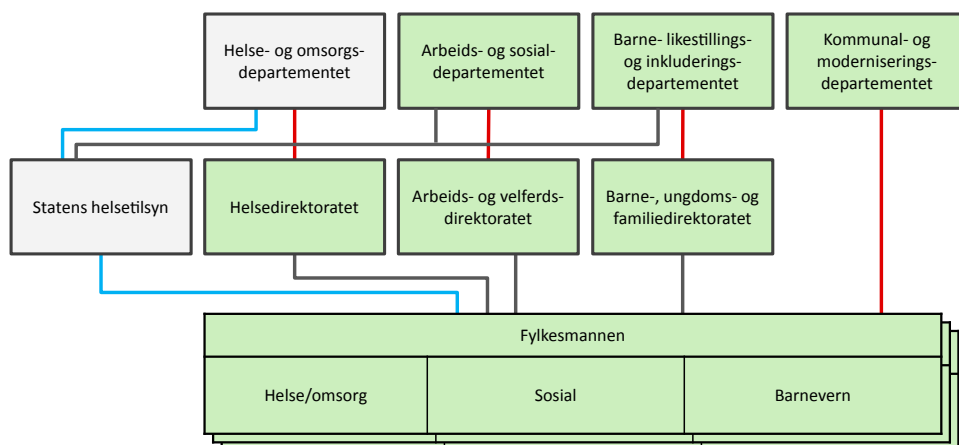 Helse- og omsorgs-
departementet
Arbeids- og sosial-
departementet
Barne- likestillings-
og inkluderings-
departementet
Kommunal- og
moderniserings-
departementet
Statens helsetilsyn
Helsedirektoratet
Arbeids- og velferds-
direktoratet
Barne-, ungdoms- og
familiedirektoratet
Fylkesmannen
Helse/omsorg
Sosial
Barnevern